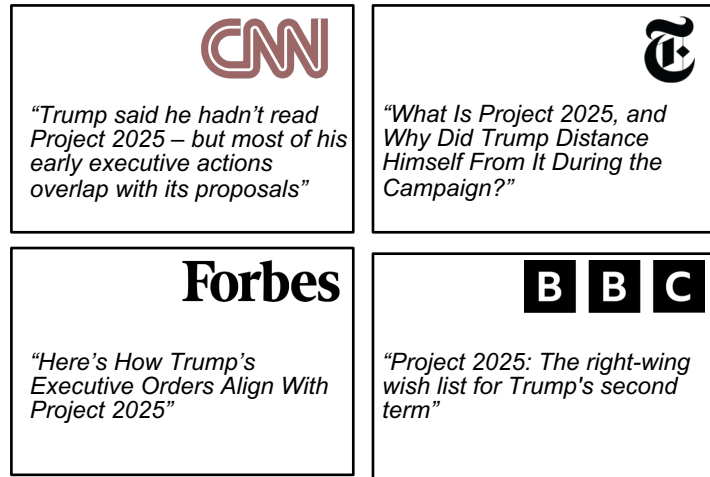 CNN
“Trump said he hadn’t read
Project 2025 – but most of his
early executive actions
overlap with its proposals”
T
“What Is Project 2025, and
Why Did Trump Distance
Himself From It During the
Campaign?”
Forbes
“Here’s How Trump’s
Executive Orders Align With
Project 2025”
BBC
“Project 2025: The right-wing
wish list for Trump's second
term”